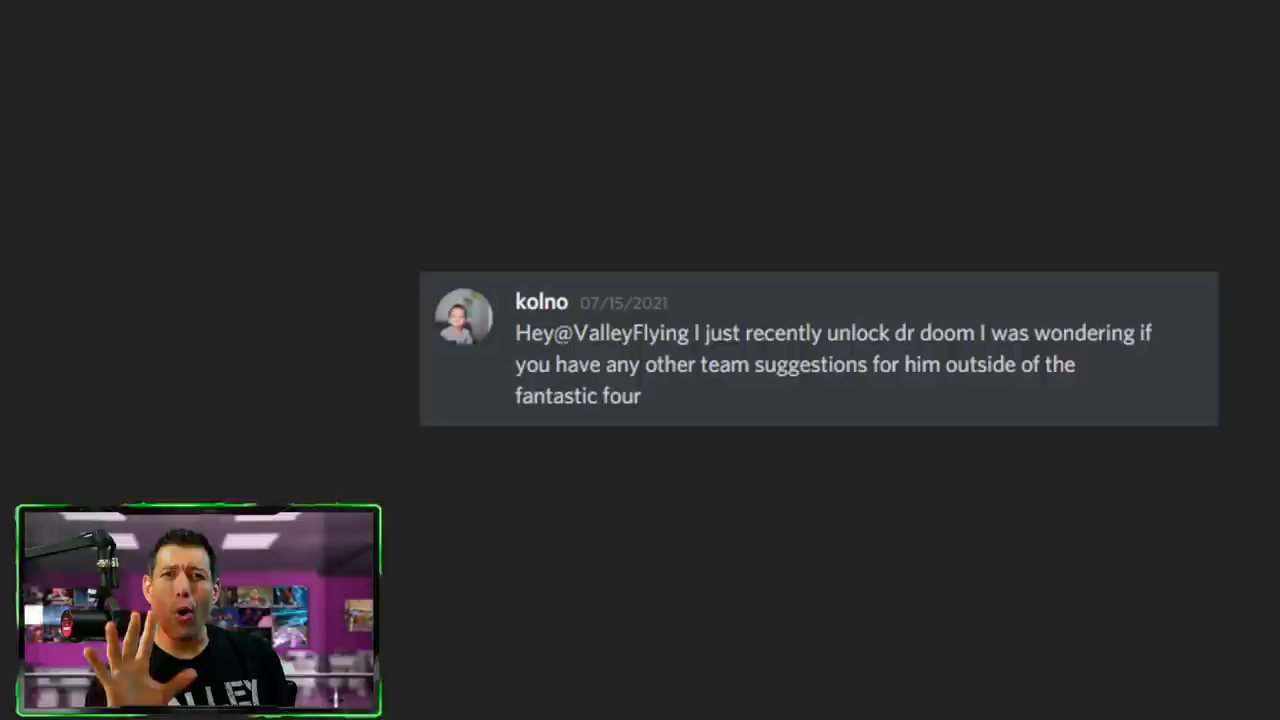 kolno 07/15/2021
Hey@ValleyFlying I just recently unlock dr doom I was wondering if
you have any other team suggestions for him outside of the
fantastic four
ALLEY